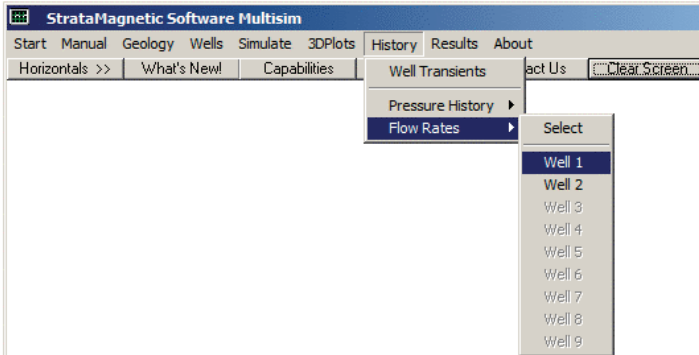 StrataMagnetic Software Multisim
Start Manual Geology Wells Simulate 3DPlots History Results About
Horizontals >> What's New! Capabilities act Us Clear Screen
Well Transients
Pressure History
Flow Rates
Select
Well 1
Well 2
Well 3
Well 4
Well 5
Well 6
Well 7
Well 8
Well 9